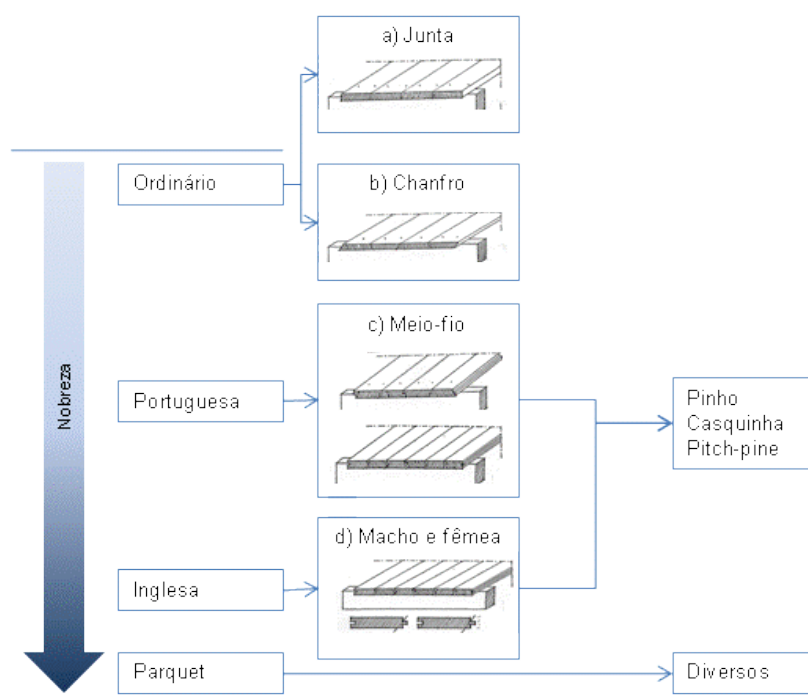 a) Junta
Ordinário
b) Chanfro
c) Meio-fio
Nobreza
Portuguesa
Pinho
Casquinha
Pitch-pine
d) Macho e fêmea
Inglesa
Parquet
Diversos